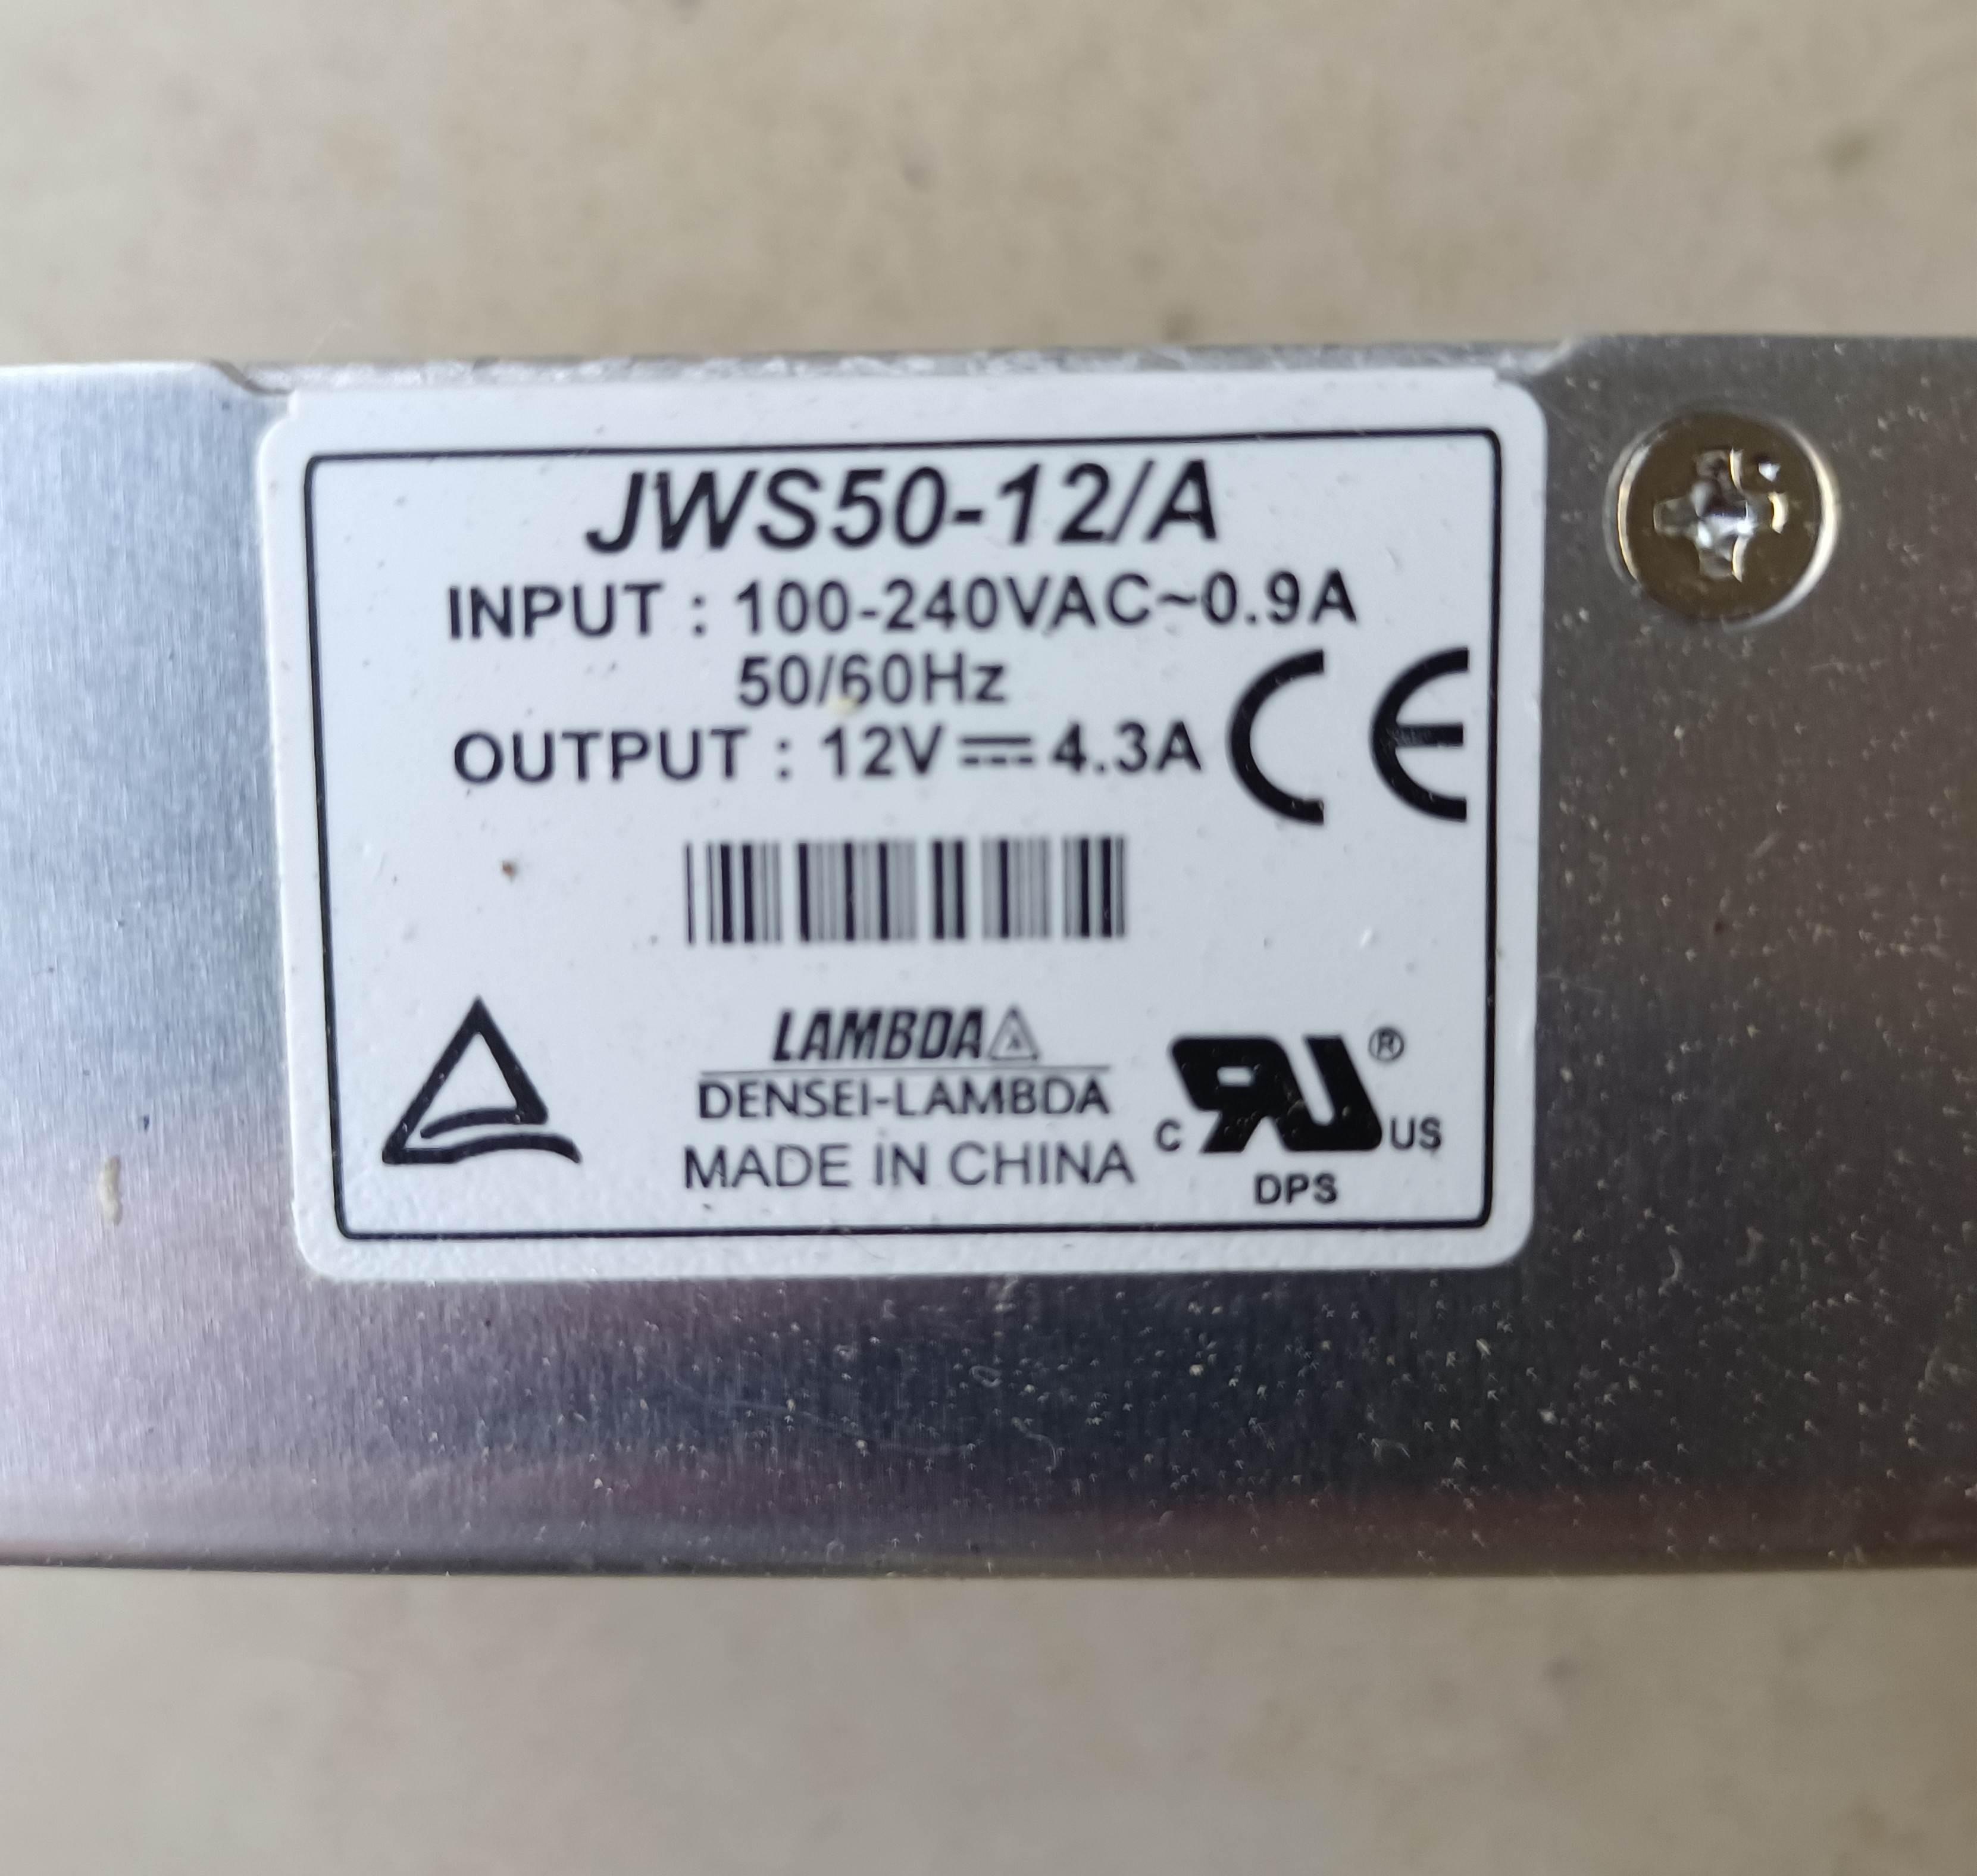 JWS50-12/A
INPUT : 100-240VAC~0.9A
50/60Hz
OUTPUT : 12V⎓4.3A
CE
LAMBDA
DENSEI-LAMBDA
MADE IN CHINA
C RU ® US
DPS